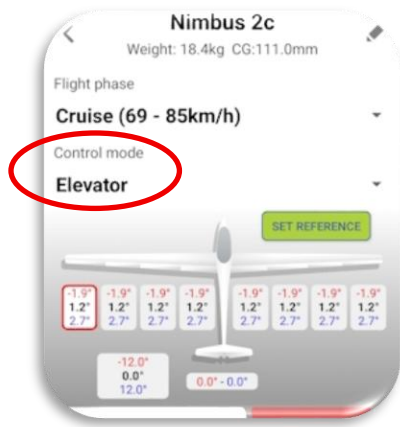 Nimbus 2c
Weight: 18.4kg CG:111.0mm
Flight phase
Cruise (69 - 85km/h)
Control mode
Elevator
SET REFERENCE
-1.9° -1.9° -1.9° -1.9° -1.9° -1.9° -1.9° -1.9°
1.2° 1.2° 1.2° 1.2° 1.2° 1.2° 1.2° 1.2°
2.7° 2.7° 2.7° 2.7° 2.7° 2.7° 2.7° 2.7°
-12.0°
0.0°
12.0°
0.0° - 0.0°